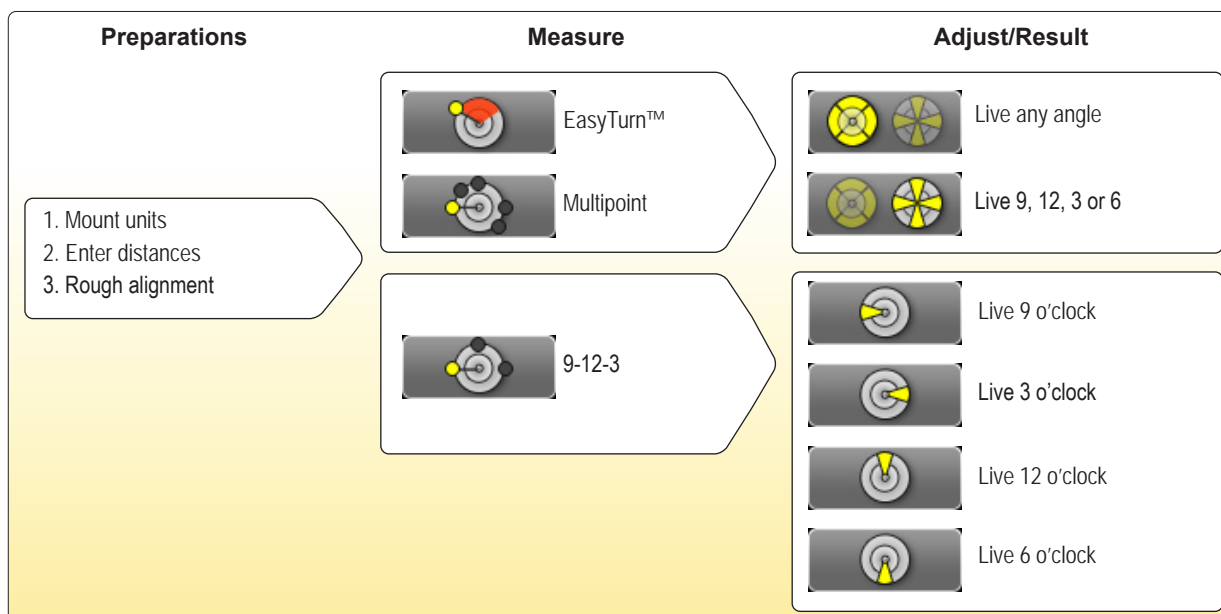 Preparations
Measure
Adjust/Result
1. Mount units
2. Enter distances
3. Rough alignment
EasyTurn™
Multipoint
9-12-3
Live any angle
Live 9, 12, 3 or 6
Live 9 o’clock
Live 3 o’clock
Live 12 o’clock
Live 6 o’clock